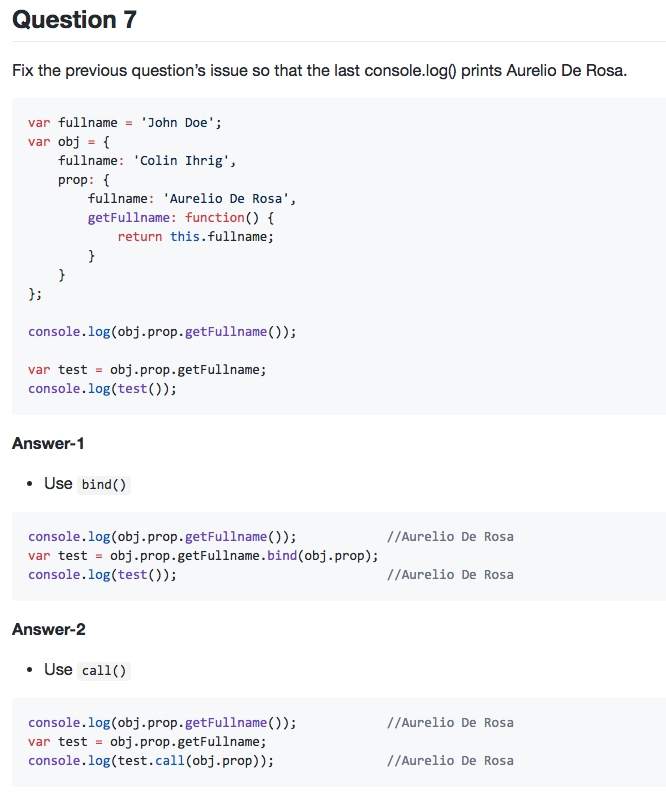 Question 7
Fix the previous question’s issue so that the last console.log() prints Aurelio De Rosa.
var fullname = 'John Doe';
var obj = {
    fullname: 'Colin Ihrig',
    prop: {
        fullname: 'Aurelio De Rosa',
        getFullname: function() {
            return this.fullname;
        }
    }
};
console.log(obj.prop.getFullname());
var test = obj.prop.getFullname;
console.log(test());
Answer-1
• Use bind()
console.log(obj.prop.getFullname());            //Aurelio De Rosa
var test = obj.prop.getFullname.bind(obj.prop);
console.log(test());                            //Aurelio De Rosa
Answer-2
• Use call()
console.log(obj.prop.getFullname());            //Aurelio De Rosa
var test = obj.prop.getFullname;
console.log(test.call(obj.prop));               //Aurelio De Rosa